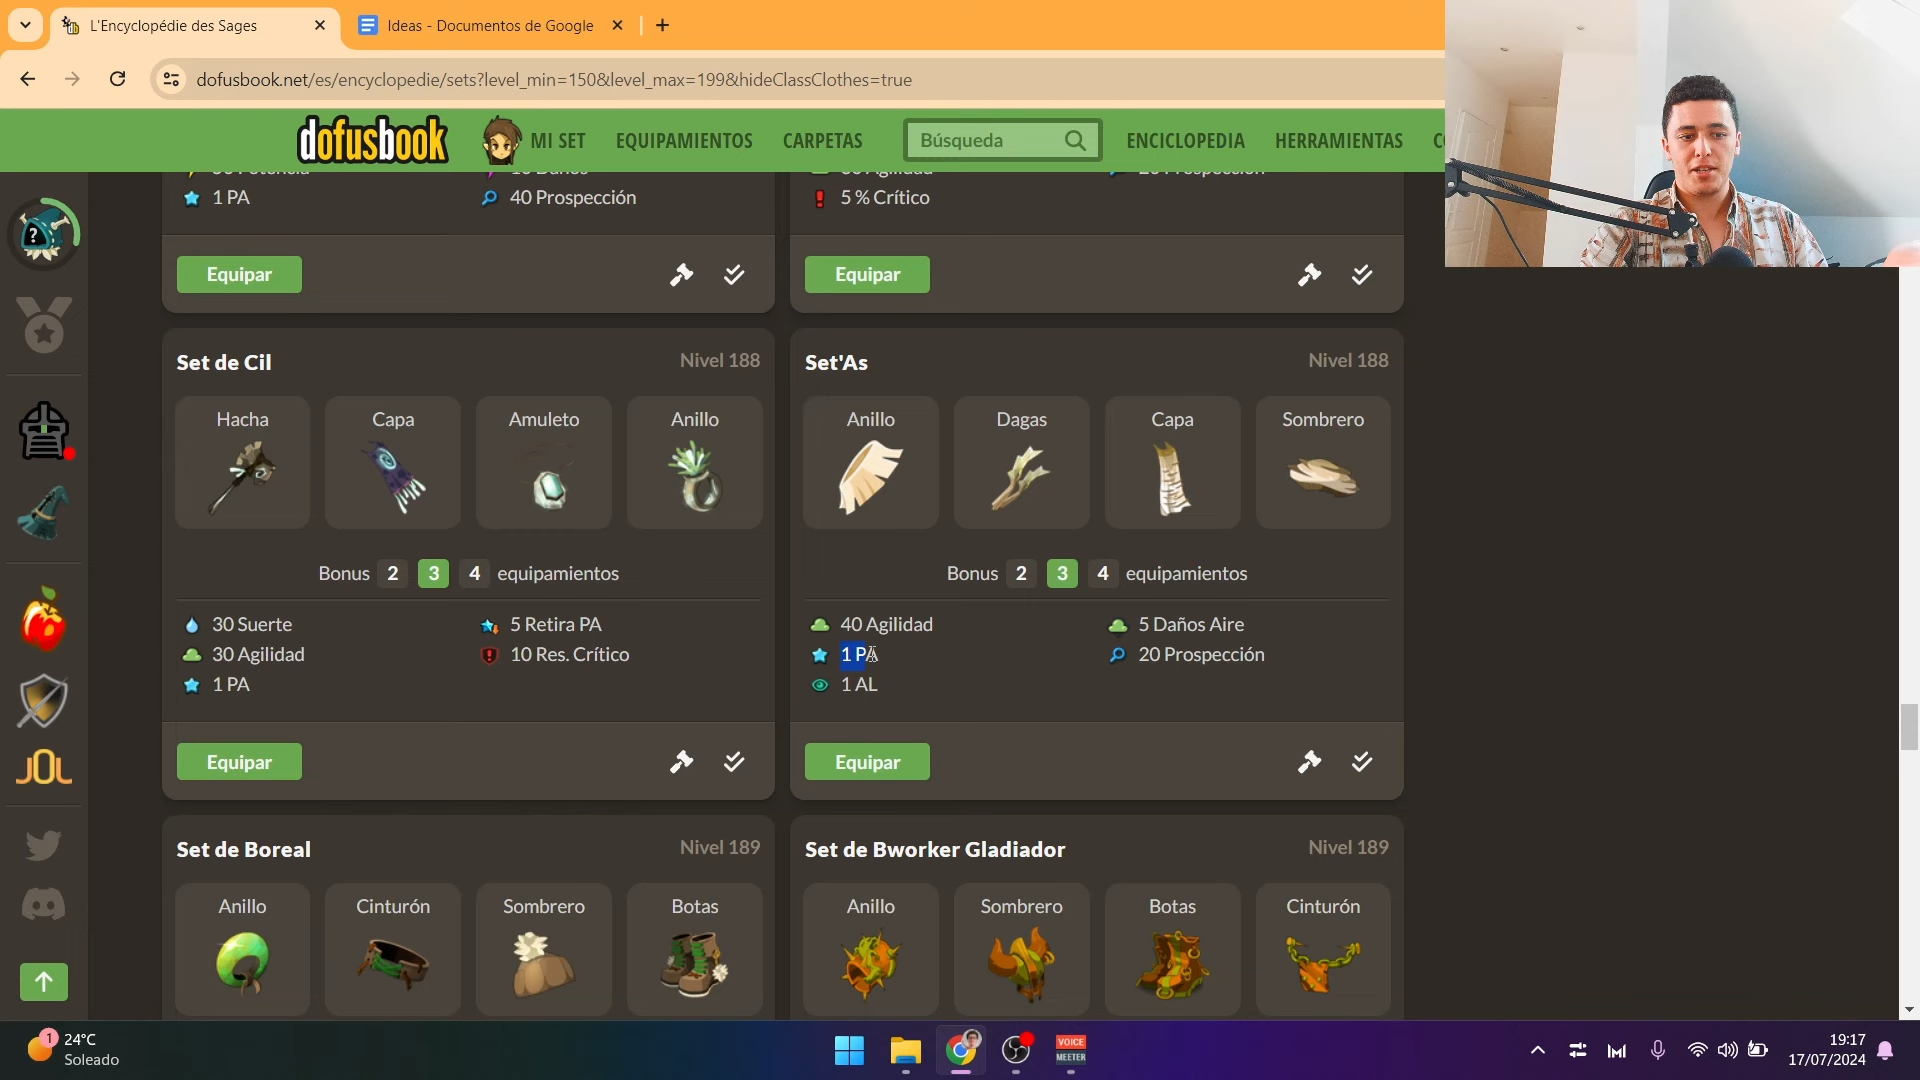 L'Encyclopédie des Sages
Ideas - Documentos de Google
dofusbook.net/es/encyclopedie/sets?level_min=150&level_max=199&hideClassClothes=true
dofusbook
MI SET
EQUIPAMIENTOS
CARPETAS
Búsqueda
ENCICLOPEDIA
HERRAMIENTAS
1 PA
40 Prospección
5 % Crítico
Equipar
Equipar
Set de Cil
Nivel 188
Hacha
Capa
Amuleto
Anillo
Bonus 2 3 4 equipamientos
30 Suerte
5 Retira PA
30 Agilidad
10 Res. Crítico
1 PA
Equipar
Set'As
Nivel 188
Anillo
Dagas
Capa
Sombrero
Bonus 2 3 4 equipamientos
40 Agilidad
5 Daños Aire
1 PA
20 Prospección
1 AL
Equipar
Set de Boreal
Nivel 189
Anillo
Cinturón
Sombrero
Botas
Set de Bworker Gladiador
Nivel 189
Anillo
Sombrero
Botas
Cinturón
JOL
1
24°C
Soleado
VOICE
MEETER
19:17
17/07/2024